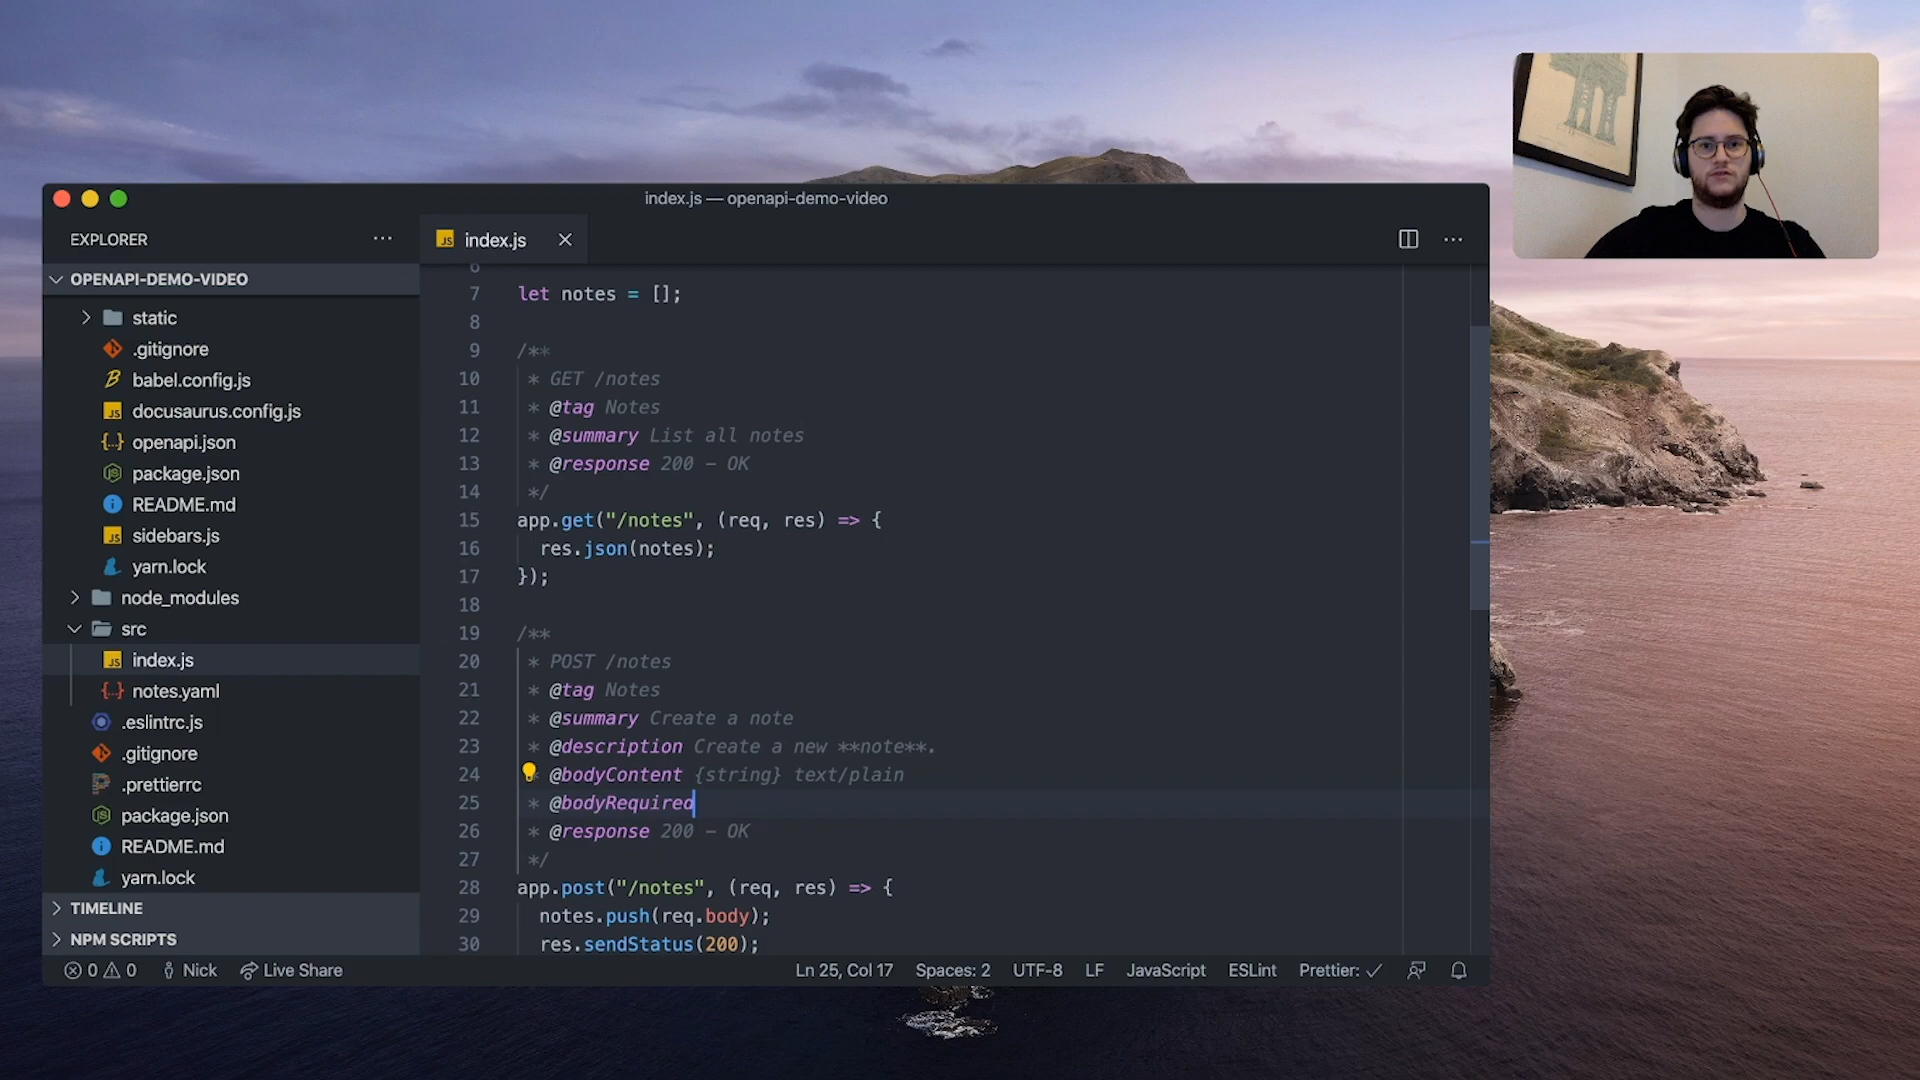 index.js — openapi-demo-video
EXPLORER
index.js
OPENAPI-DEMO-VIDEO
static
.gitignore
babel.config.js
docusaurus.config.js
openapi.json
package.json
README.md
sidebars.js
yarn.lock
node_modules
src
index.js
notes.yaml
.eslintrc.js
.gitignore
.prettierrc
package.json
README.md
yarn.lock
TIMELINE
NPM SCRIPTS
6
7 let notes = [];
8
9 /**
10 * GET /notes
11 * @tag Notes
12 * @summary List all notes
13 * @response 200 - OK
14 */
15 app.get("/notes", (req, res) => {
16 res.json(notes);
17 });
18
19 /**
20 * POST /notes
21 * @tag Notes
22 * @summary Create a note
23 * @description Create a new **note**.
24 * @bodyContent {string} text/plain
25 * @bodyRequired
26 * @response 200 - OK
27 */
28 app.post("/notes", (req, res) => {
29 notes.push(req.body);
30 res.sendStatus(200);
0 0 Nick Live Share Ln 25, Col 17 Spaces: 2 UTF-8 LF JavaScript ESLint Prettier: ✓